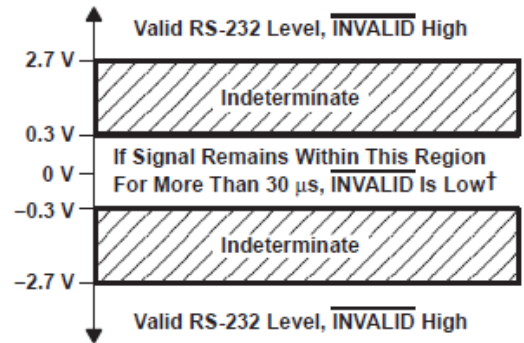 Valid RS-232 Level, INVALID High
2.7 V
Indeterminate
0.3 V
If Signal Remains Within This Region
0 V
For More Than 30 μs, INVALID Is Low†
−0.3 V
Indeterminate
−2.7 V
Valid RS-232 Level, INVALID High